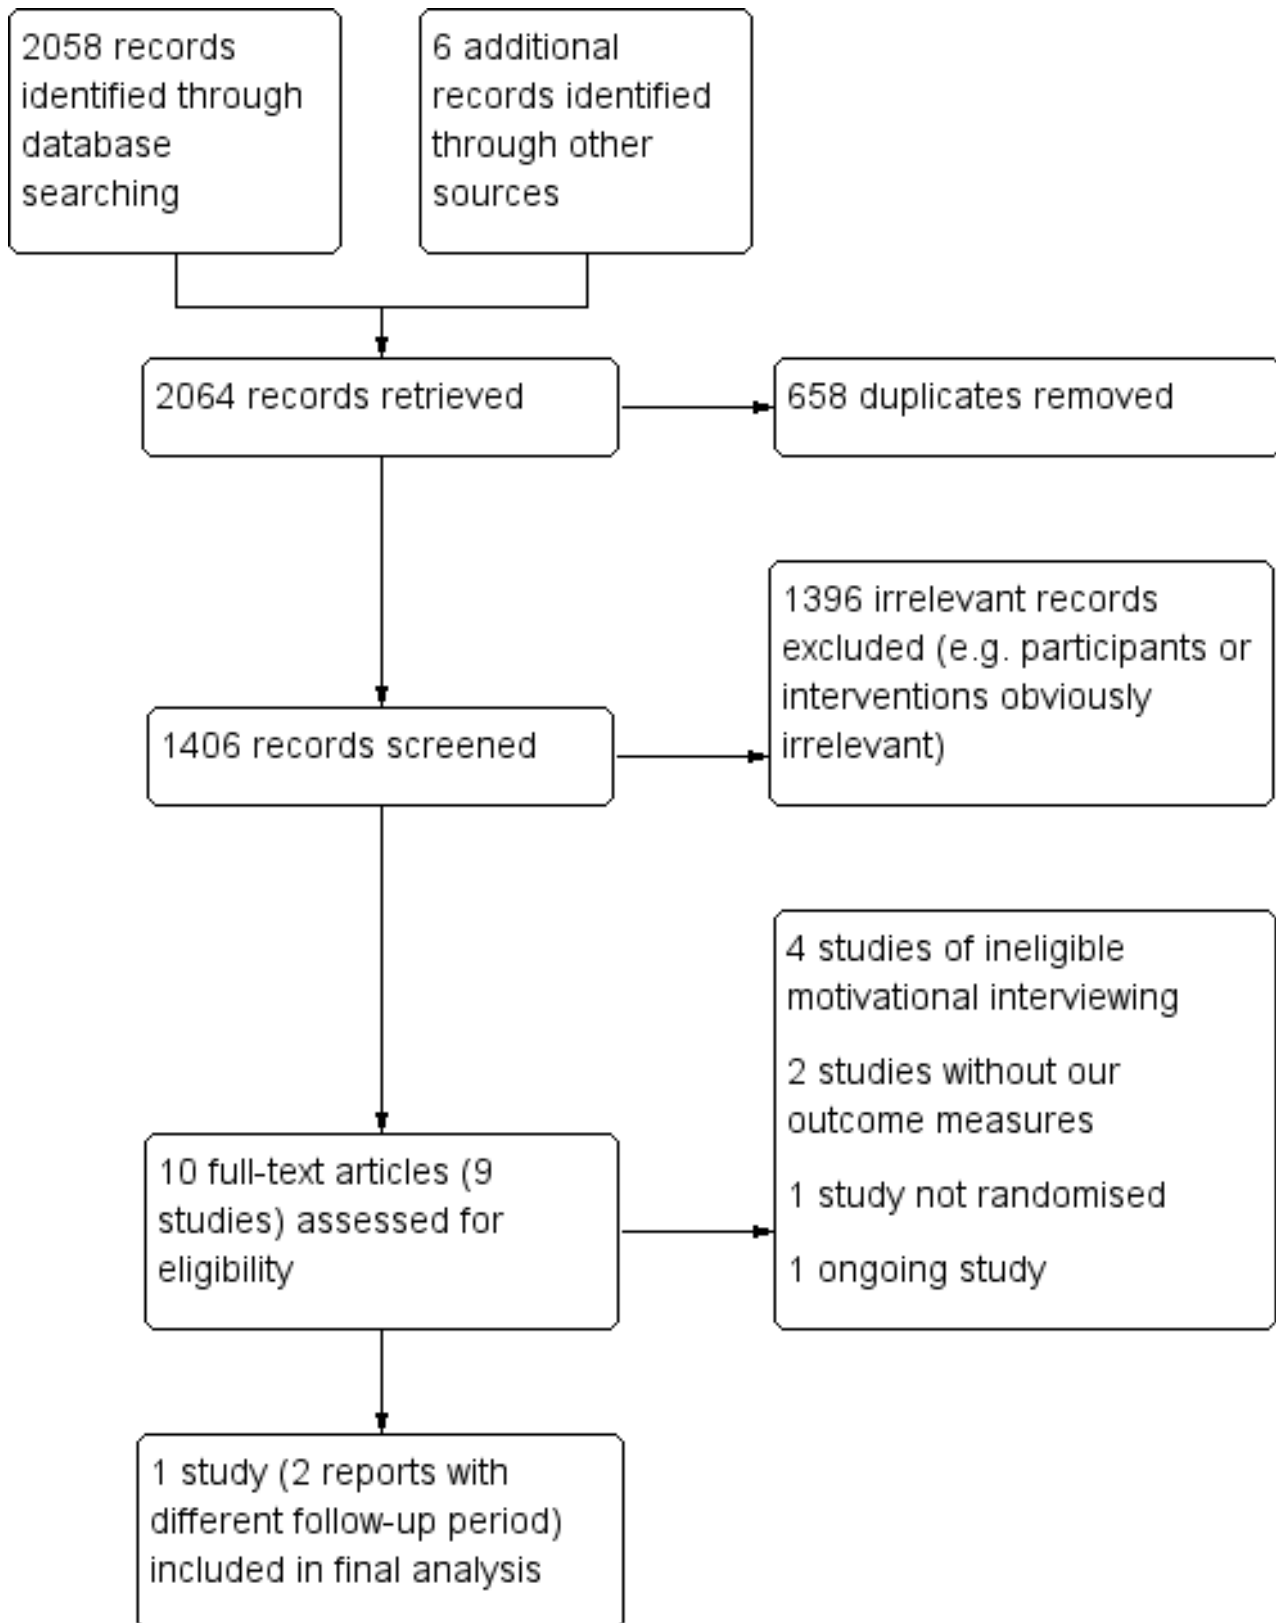 2058 records
identified through
database
searching
6 additional
records identified
through other
sources
2064 records retrieved
658 duplicates removed
1406 records screened
1396 irrelevant records
excluded (e.g. participants or
interventions obviously
irrelevant)
10 full-text articles (9
studies) assessed for
eligibility
4 studies of ineligible
motivational interviewing
2 studies without our
outcome measures
1 study not randomised
1 ongoing study
1 study (2 reports with
different follow-up period)
included in final analysis